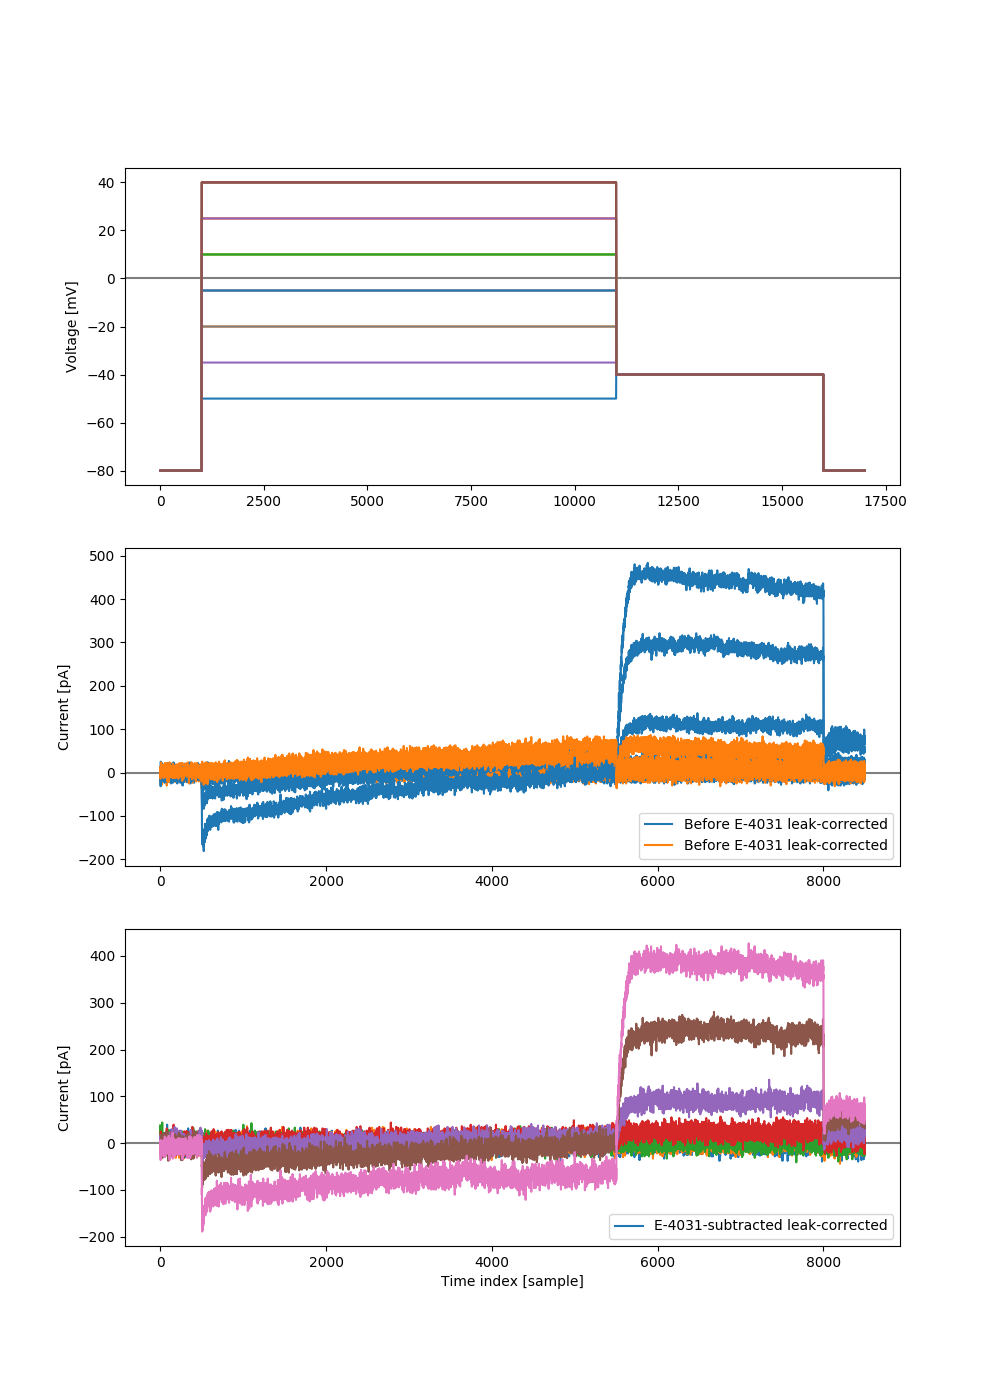 40
20
0
−20
−40
−60
−80
Voltage [mV]
0 2500 5000 7500 10000 12500 15000 17500
500
400
300
200
100
0
−100
−200
Current [pA]
Before E-4031 leak-corrected
Before E-4031 leak-corrected
0 2000 4000 6000 8000
400
300
200
100
0
−100
−200
Current [pA]
E-4031-subtracted leak-corrected
0 2000 4000 6000 8000
Time index [sample]